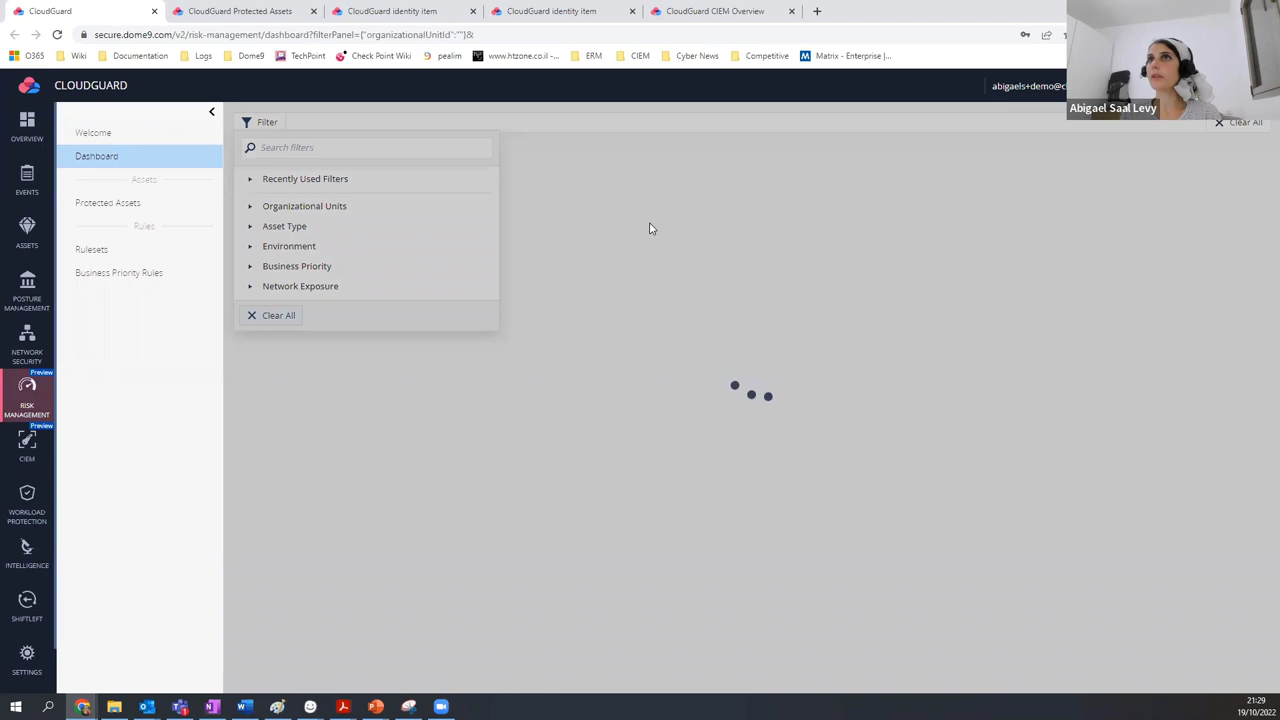 CloudGuard
CloudGuard Protected Assets
CloudGuard identity item
CloudGuard identity item
CloudGuard CIEM Overview
secure.dome9.com/v2/risk-management/dashboard?filterPanel={"organizationalUnitId":""}&
O365
Wiki
Documentation
Logs
Dome9
TechPoint
Check Point Wiki
pealim
www.htzone.co.il –...
ERM
CIEM
Cyber News
Competitive
Matrix - Enterprise |...
CLOUDGUARD
abigaels+demo@c
Abigael Saal Levy
OVERVIEW
EVENTS
ASSETS
POSTURE
MANAGEMENT
NETWORK
SECURITY
Preview
RISK
MANAGEMENT
Preview
CIEM
WORKLOAD
PROTECTION
INTELLIGENCE
SHIFTLEFT
SETTINGS
Welcome
Dashboard
Assets
Protected Assets
Rules
Rulesets
Business Priority Rules
Filter
Clear All
Search filters
Recently Used Filters
Organizational Units
Asset Type
Environment
Business Priority
Network Exposure
Clear All
21:29
19/10/2022